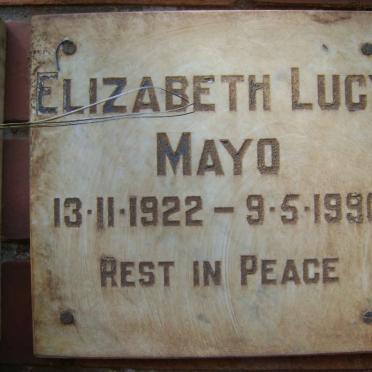 ELIZABETH LUCY
MAYO
13·11·1922 – 9·5·1990
REST IN PEACE